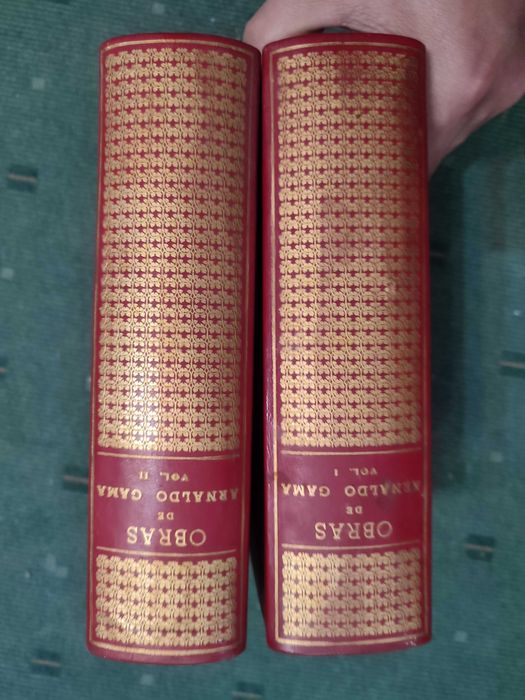 OBRAS
DE
ARNALDO GAMA
VOL. I
OBRAS
DE
ARNALDO GAMA
VOL. II